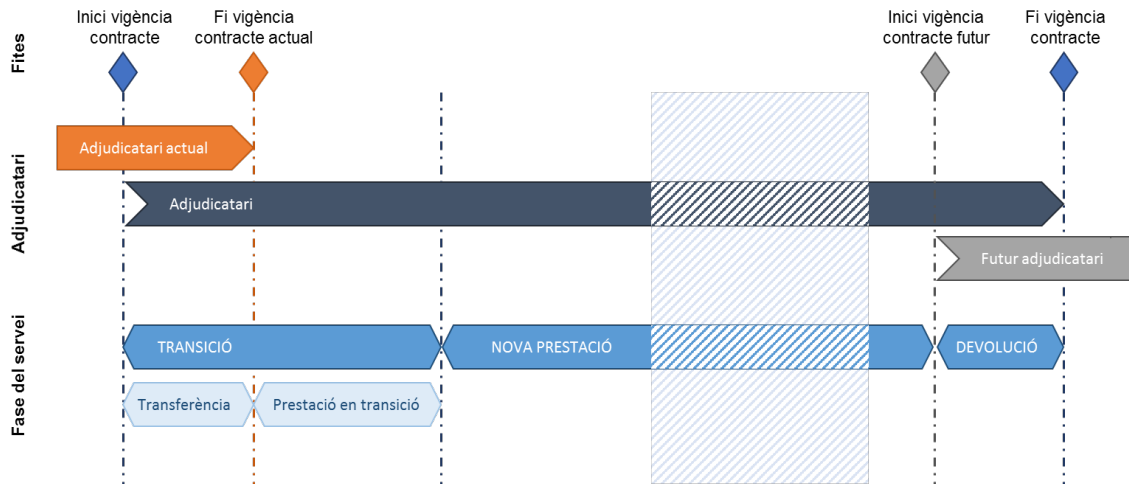 Inici vigència
contracte
Fi vigència
contracte actual
Inici vigència
contracte futur
Fi vigència
contracte
Fites
Adjudicatari actual
Adjudicatari
Adjudicatari
Futur adjudicatari
Fase del servei
TRANSICIÓ
NOVA PRESTACIÓ
DEVOLUCIÓ
Transferència
Prestació en transició